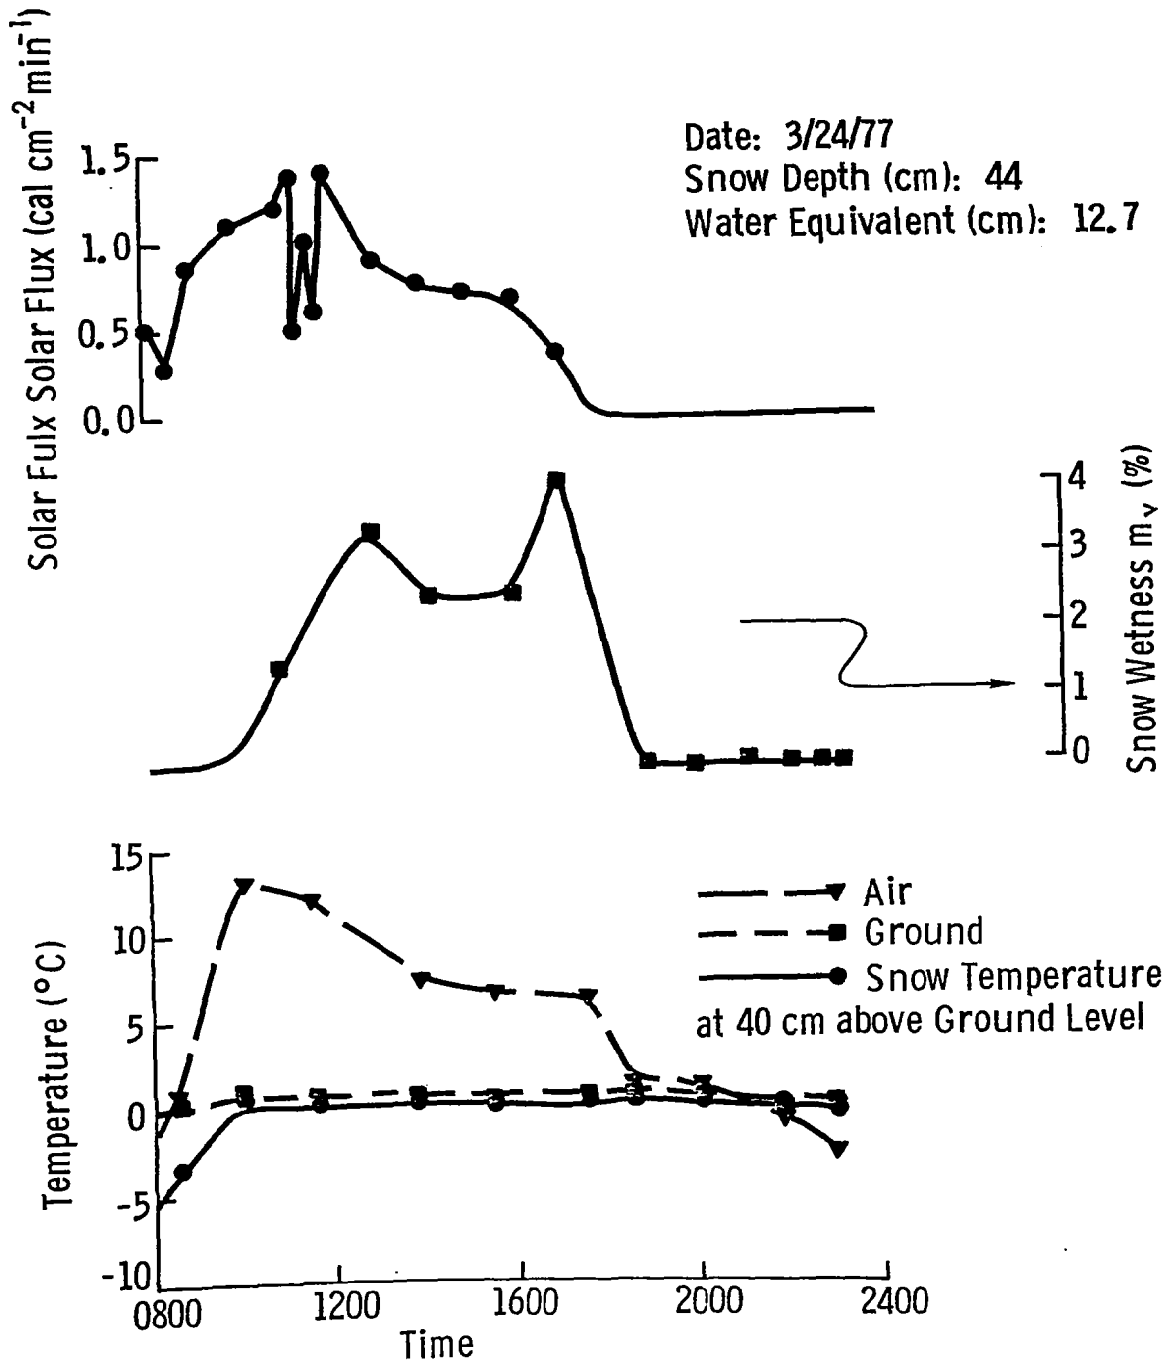 Solar Fulx Solar Flux (cal cm⁻² min⁻¹)
1.5
1.0
0.5
0.0
Date: 3/24/77
Snow Depth (cm): 44
Water Equivalent (cm): 12.7
4
3
2
1
0
Snow Wetness mᵥ (%)
Temperature (°C)
15
10
5
0
-5
-10
Air
Ground
Snow Temperature
at 40 cm above Ground Level
0800 1200 1600 2000 2400
Time